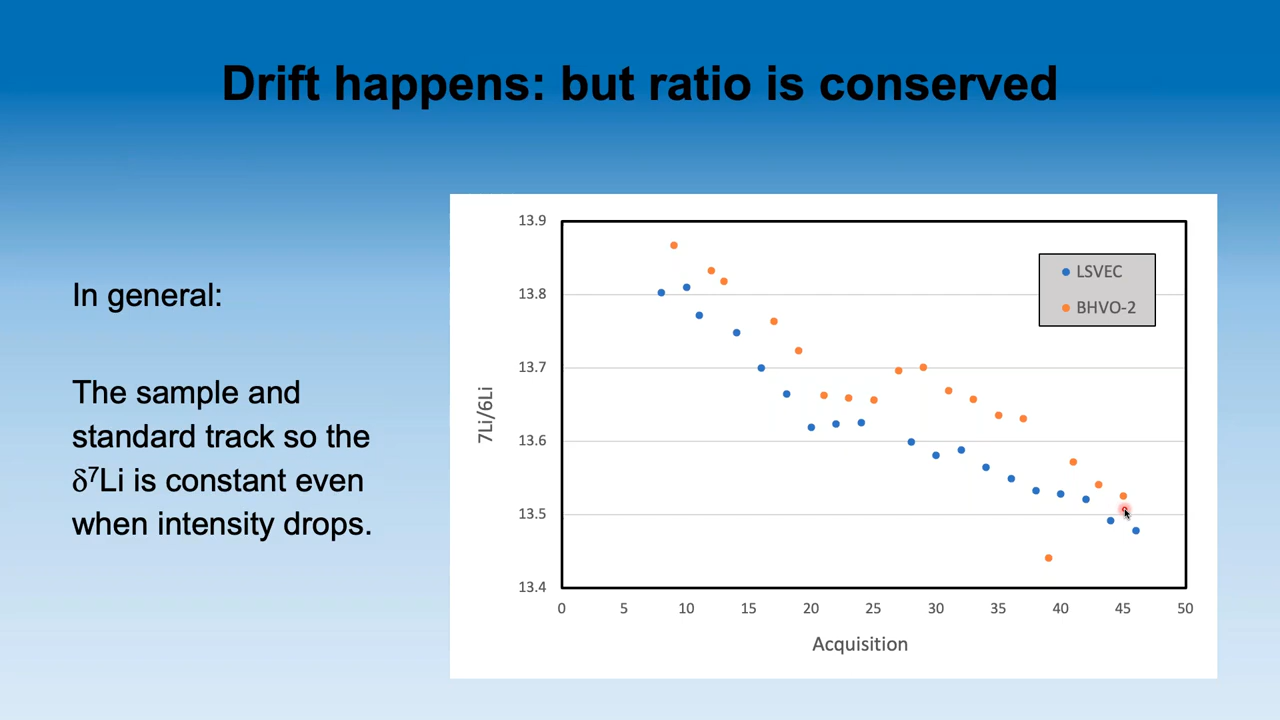 Drift happens: but ratio is conserved
In general:
The sample and
standard track so the
δ⁷Li is constant even
when intensity drops.
13.9
13.8
13.7
13.6
13.5
13.4
7Li/6Li
LSVEC
BHVO-2
0 5 10 15 20 25 30 35 40 45 50
Acquisition